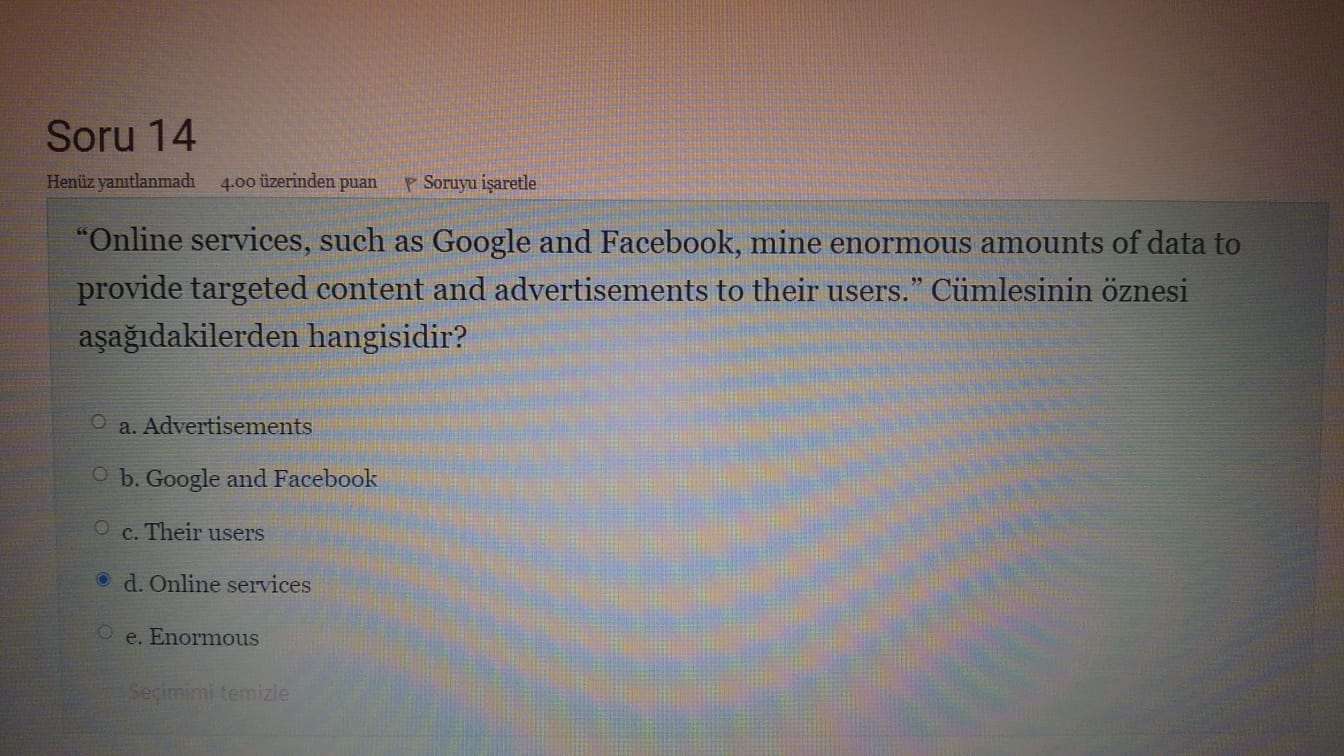 Soru 14
Henüz yanıtlanmadı 4.00 üzerinden puan Soruyu işaretle
“Online services, such as Google and Facebook, mine enormous amounts of data to
provide targeted content and advertisements to their users.” Cümlesinin öznesi
aşağıdakilerden hangisidir?
a. Advertisements
b. Google and Facebook
c. Their users
d. Online services
e. Enormous
Seçimimi temizle